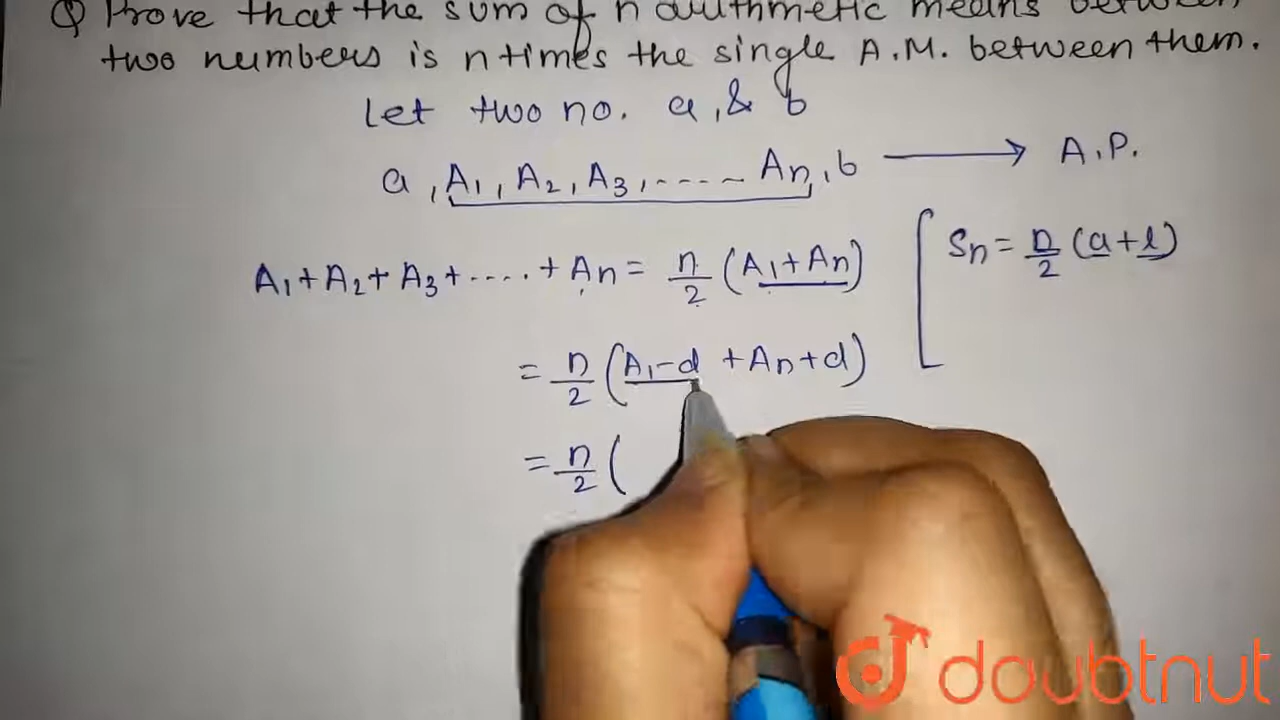 Q Prove that the sum of n arithmetic means between
two numbers is n times the single A.M. between them.
Let two no. a, & b
a, A₁, A₂, A₃, ..... An, b ⟶ A.P.
A₁+A₂+A₃+.....+An = n/2 (A₁+An)
[ Sn = n/2 (a+l)
= n/2 (A₁-d +An+d)
= n/2 (
doubtnut